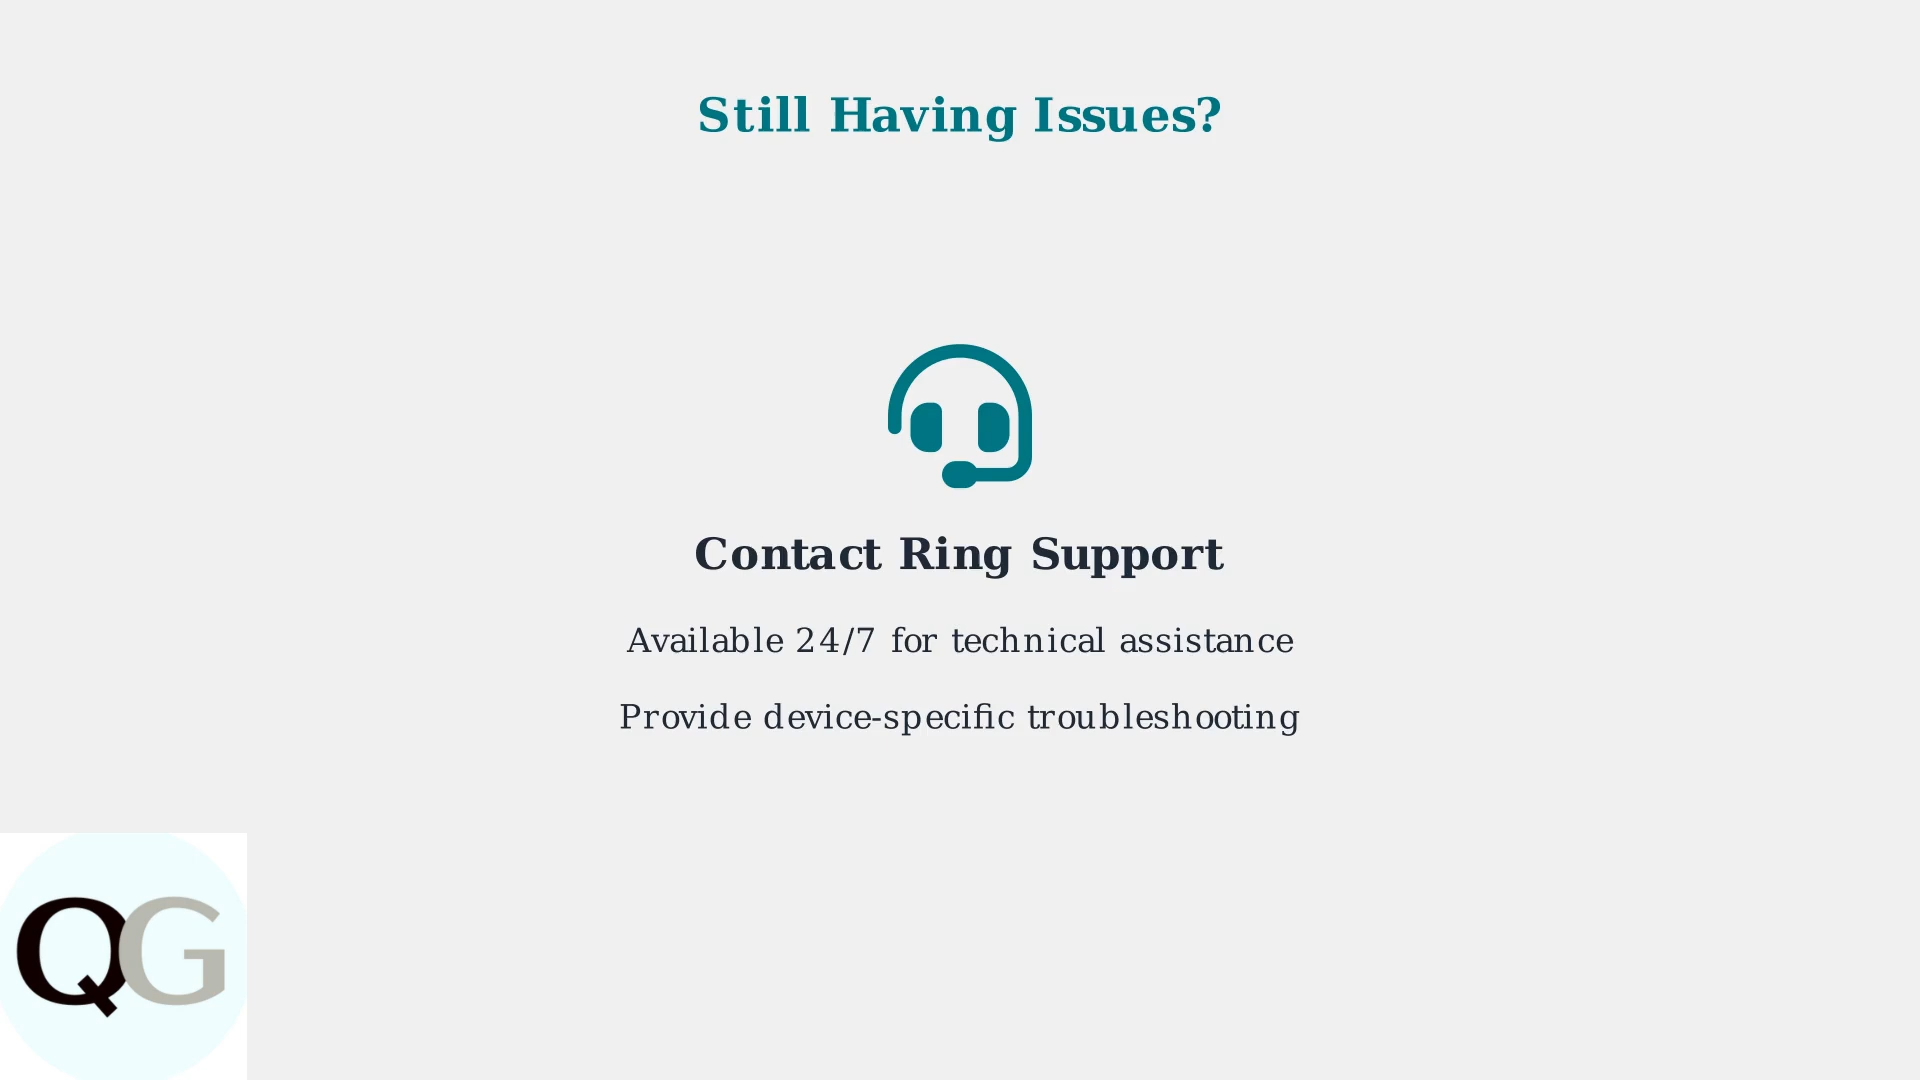 Still Having Issues?
Contact Ring Support
Available 24/7 for technical assistance
Provide device-specific troubleshooting
QG